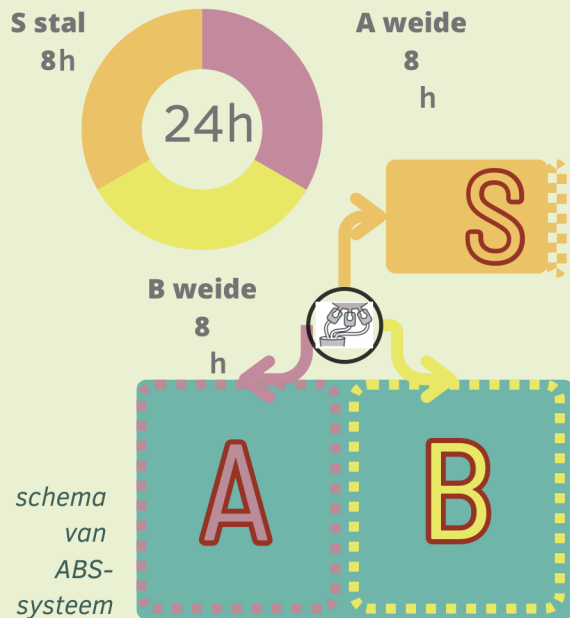 S stal
8h
A weide
8
h
24h
S
B weide
8
h
A
B
schema
van
ABS-
systeem